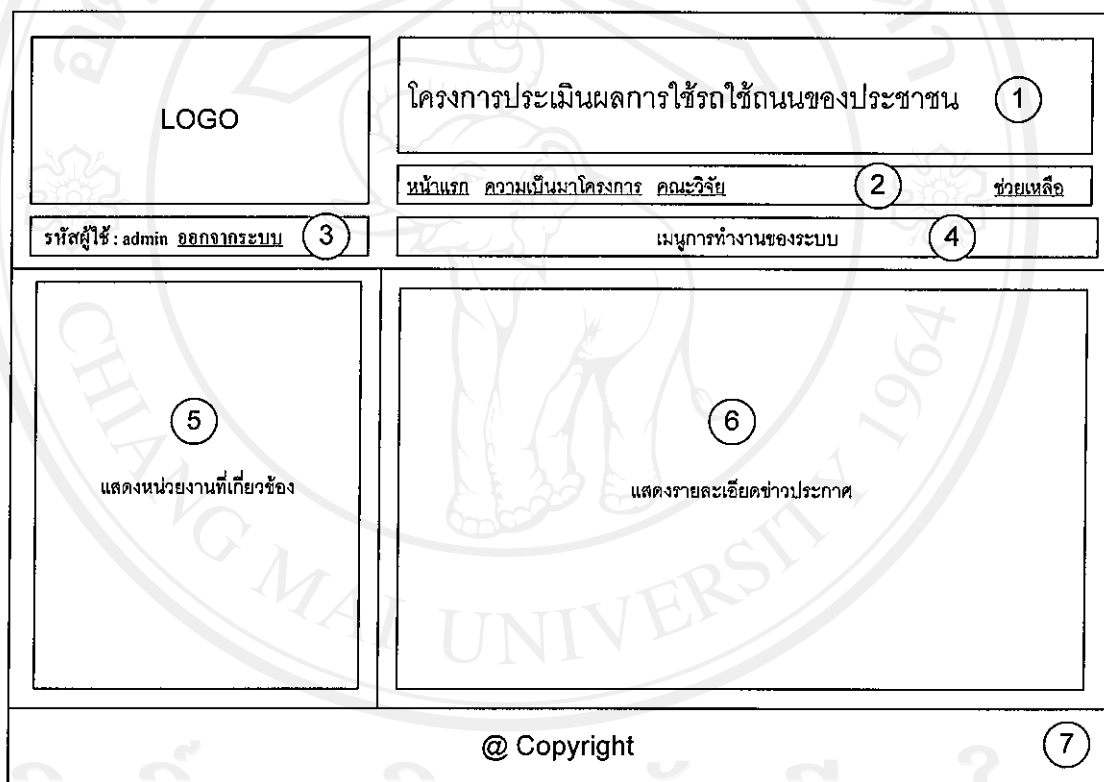 LOGO
โครงการประเมินผลการใช้รถใช้ถนนของประชาชน 1
หน้าแรก ความเป็นมาโครงการ คณะวิจัย 2 ช่วยเหลือ
รหัสผู้ใช้ : admin ออกจากระบบ 3
เมนูการทำงานของระบบ 4
5
แสดงหน่วยงานที่เกี่ยวข้อง
6
แสดงรายละเอียดข่าวประกาศ
@ Copyright 7
CHIANG MAI UNIVERSITY 1964